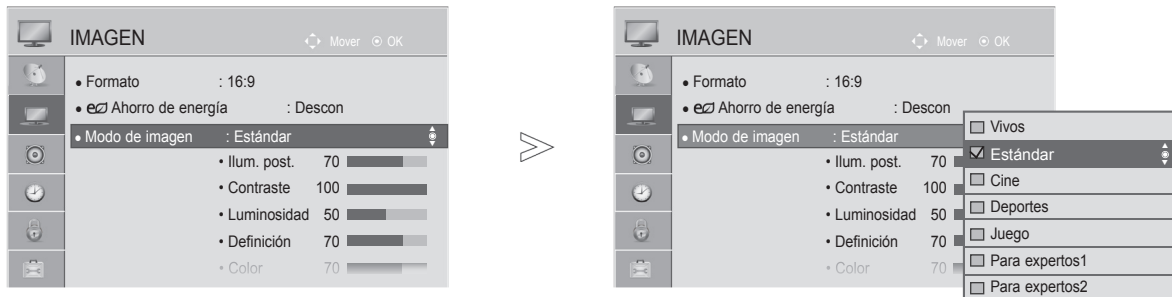 IMAGEN Mover OK
• Formato : 16:9
• eco Ahorro de energía : Descon
• Modo de imagen : Estándar
• Ilum. post. 70
• Contraste 100
• Luminosidad 50
• Definición 70
• Color 70
IMAGEN Mover OK
• Formato : 16:9
• eco Ahorro de energía : Descon
• Modo de imagen : Estándar
• Ilum. post. 70
• Contraste 100
• Luminosidad 50
• Definición 70
• Color 70
Vivos
Estándar
Cine
Deportes
Juego
Para expertos1
Para expertos2